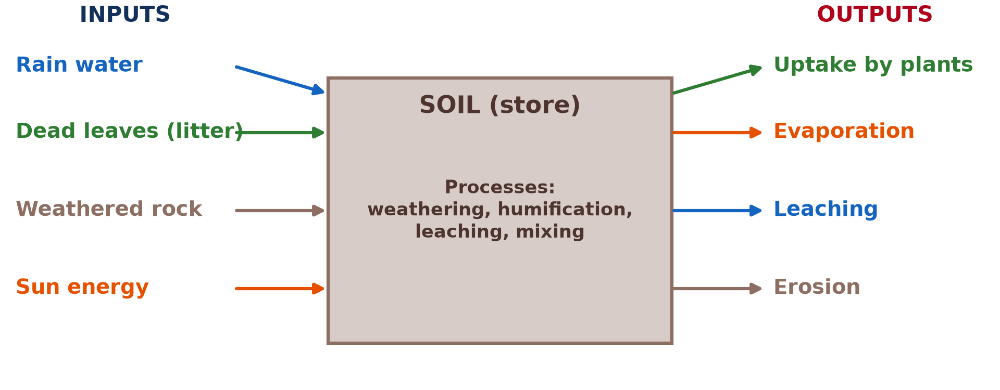 INPUTS
OUTPUTS
Rain water
Uptake by plants
SOIL (store)
Dead leaves (litter)
Evaporation
Processes:
weathering, humification,
leaching, mixing
Weathered rock
Leaching
Sun energy
Erosion